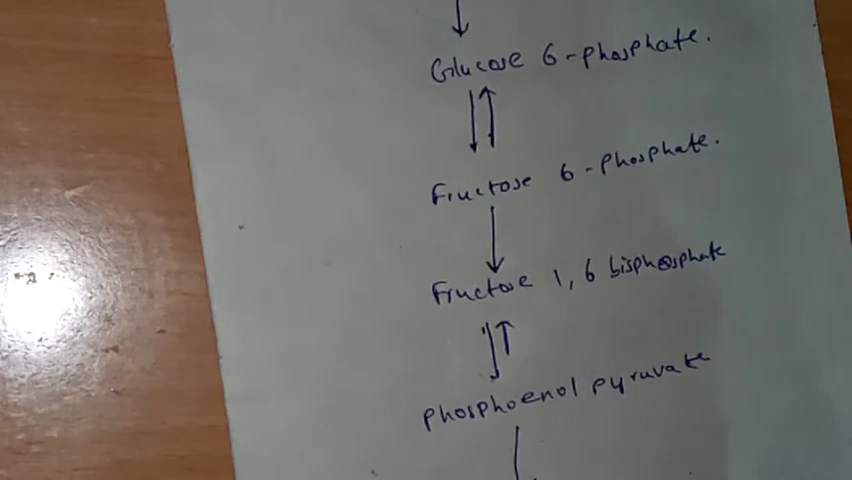 Glucose 6-phosphate.
Fructose 6-Phosphate.
Fructose 1,6 bisphosphate
phosphoenol pyruvate